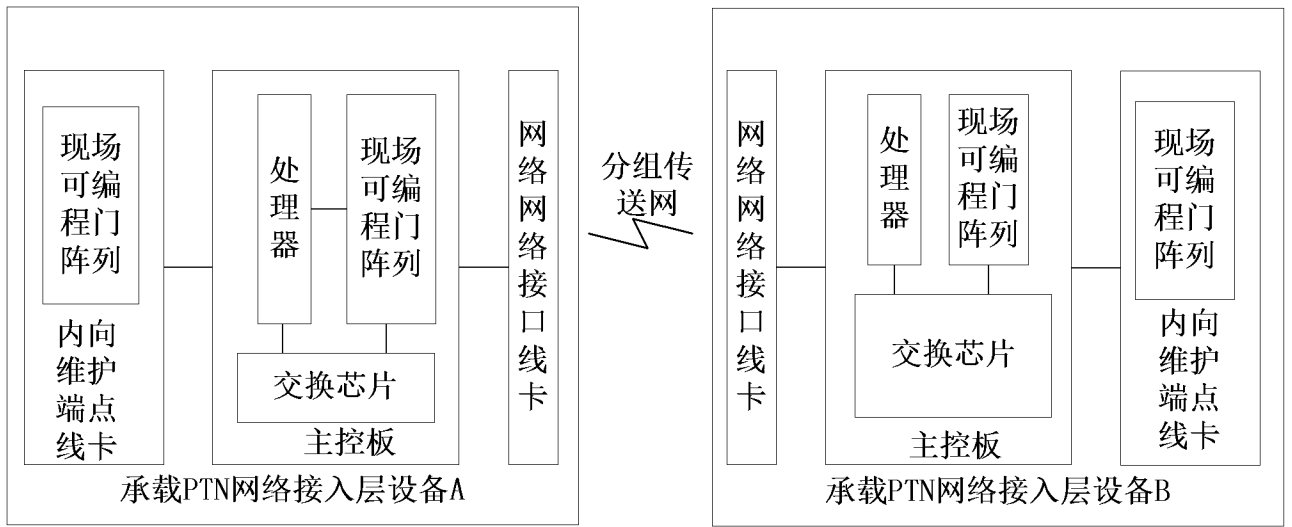 现场
可编
程门
阵列
内向
维护
端点
线卡
处
理
器
现场
可编
程门
阵列
交换芯片
主控板
网
络
网
络
接
口
线
卡
承载PTN网络接入层设备A
分组传
送网
网
络
网
络
接
口
线
卡
处
理
器
现场
可编
程门
阵列
交换芯片
主控板
现场
可编
程门
阵列
内向
维护
端点
线卡
承载PTN网络接入层设备B